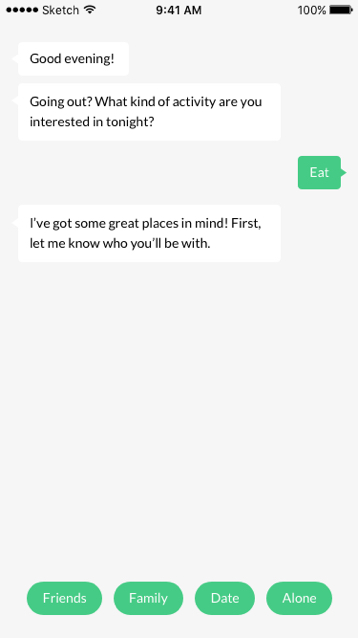 Sketch 9:41 AM 100%
Good evening!
Going out? What kind of activity are you
interested in tonight?
Eat
I've got some great places in mind! First,
let me know who you'll be with.
Friends Family Date Alone